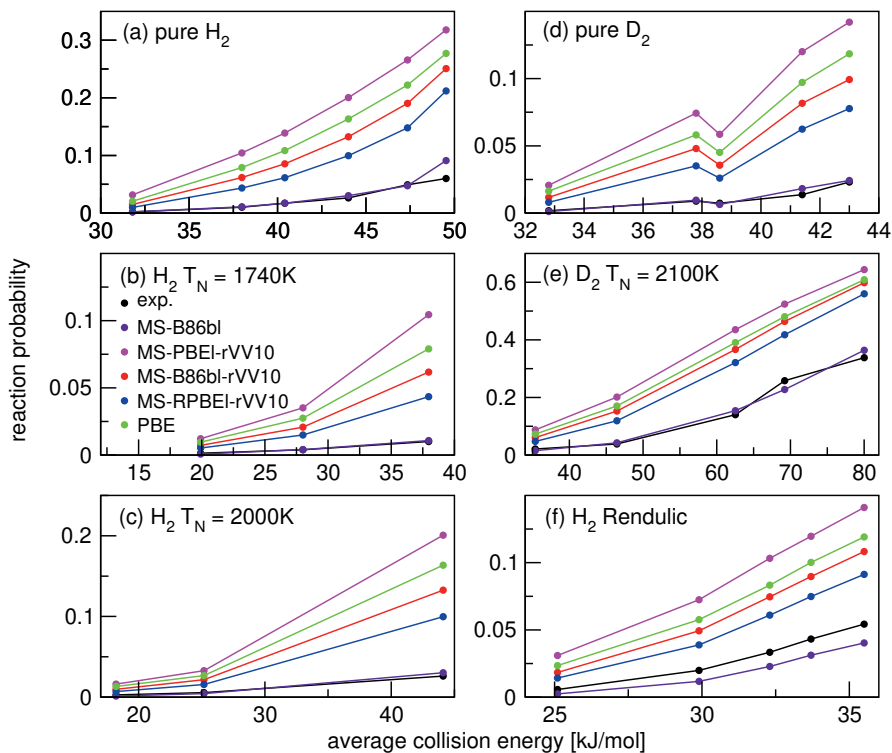 (a) pure H2
0.3
0.2
0.1
0
30 35 40 45 50
(d) pure D2
0.1
0.05
0
32 34 36 38 40 42 44
(b) H2 TN = 1740K
exp.
MS-B86bl
MS-PBEl-rVV10
MS-B86bl-rVV10
MS-RPBEl-rVV10
PBE
0.1
0.05
0
15 20 25 30 35 40
(e) D2 TN = 2100K
0.6
0.4
0.2
0
40 50 60 70 80
(c) H2 TN = 2000K
0.2
0.1
0
20 30 40
(f) H2 Rendulic
0.1
0.05
0
25 30 35
reaction probability
average collision energy [kJ/mol]